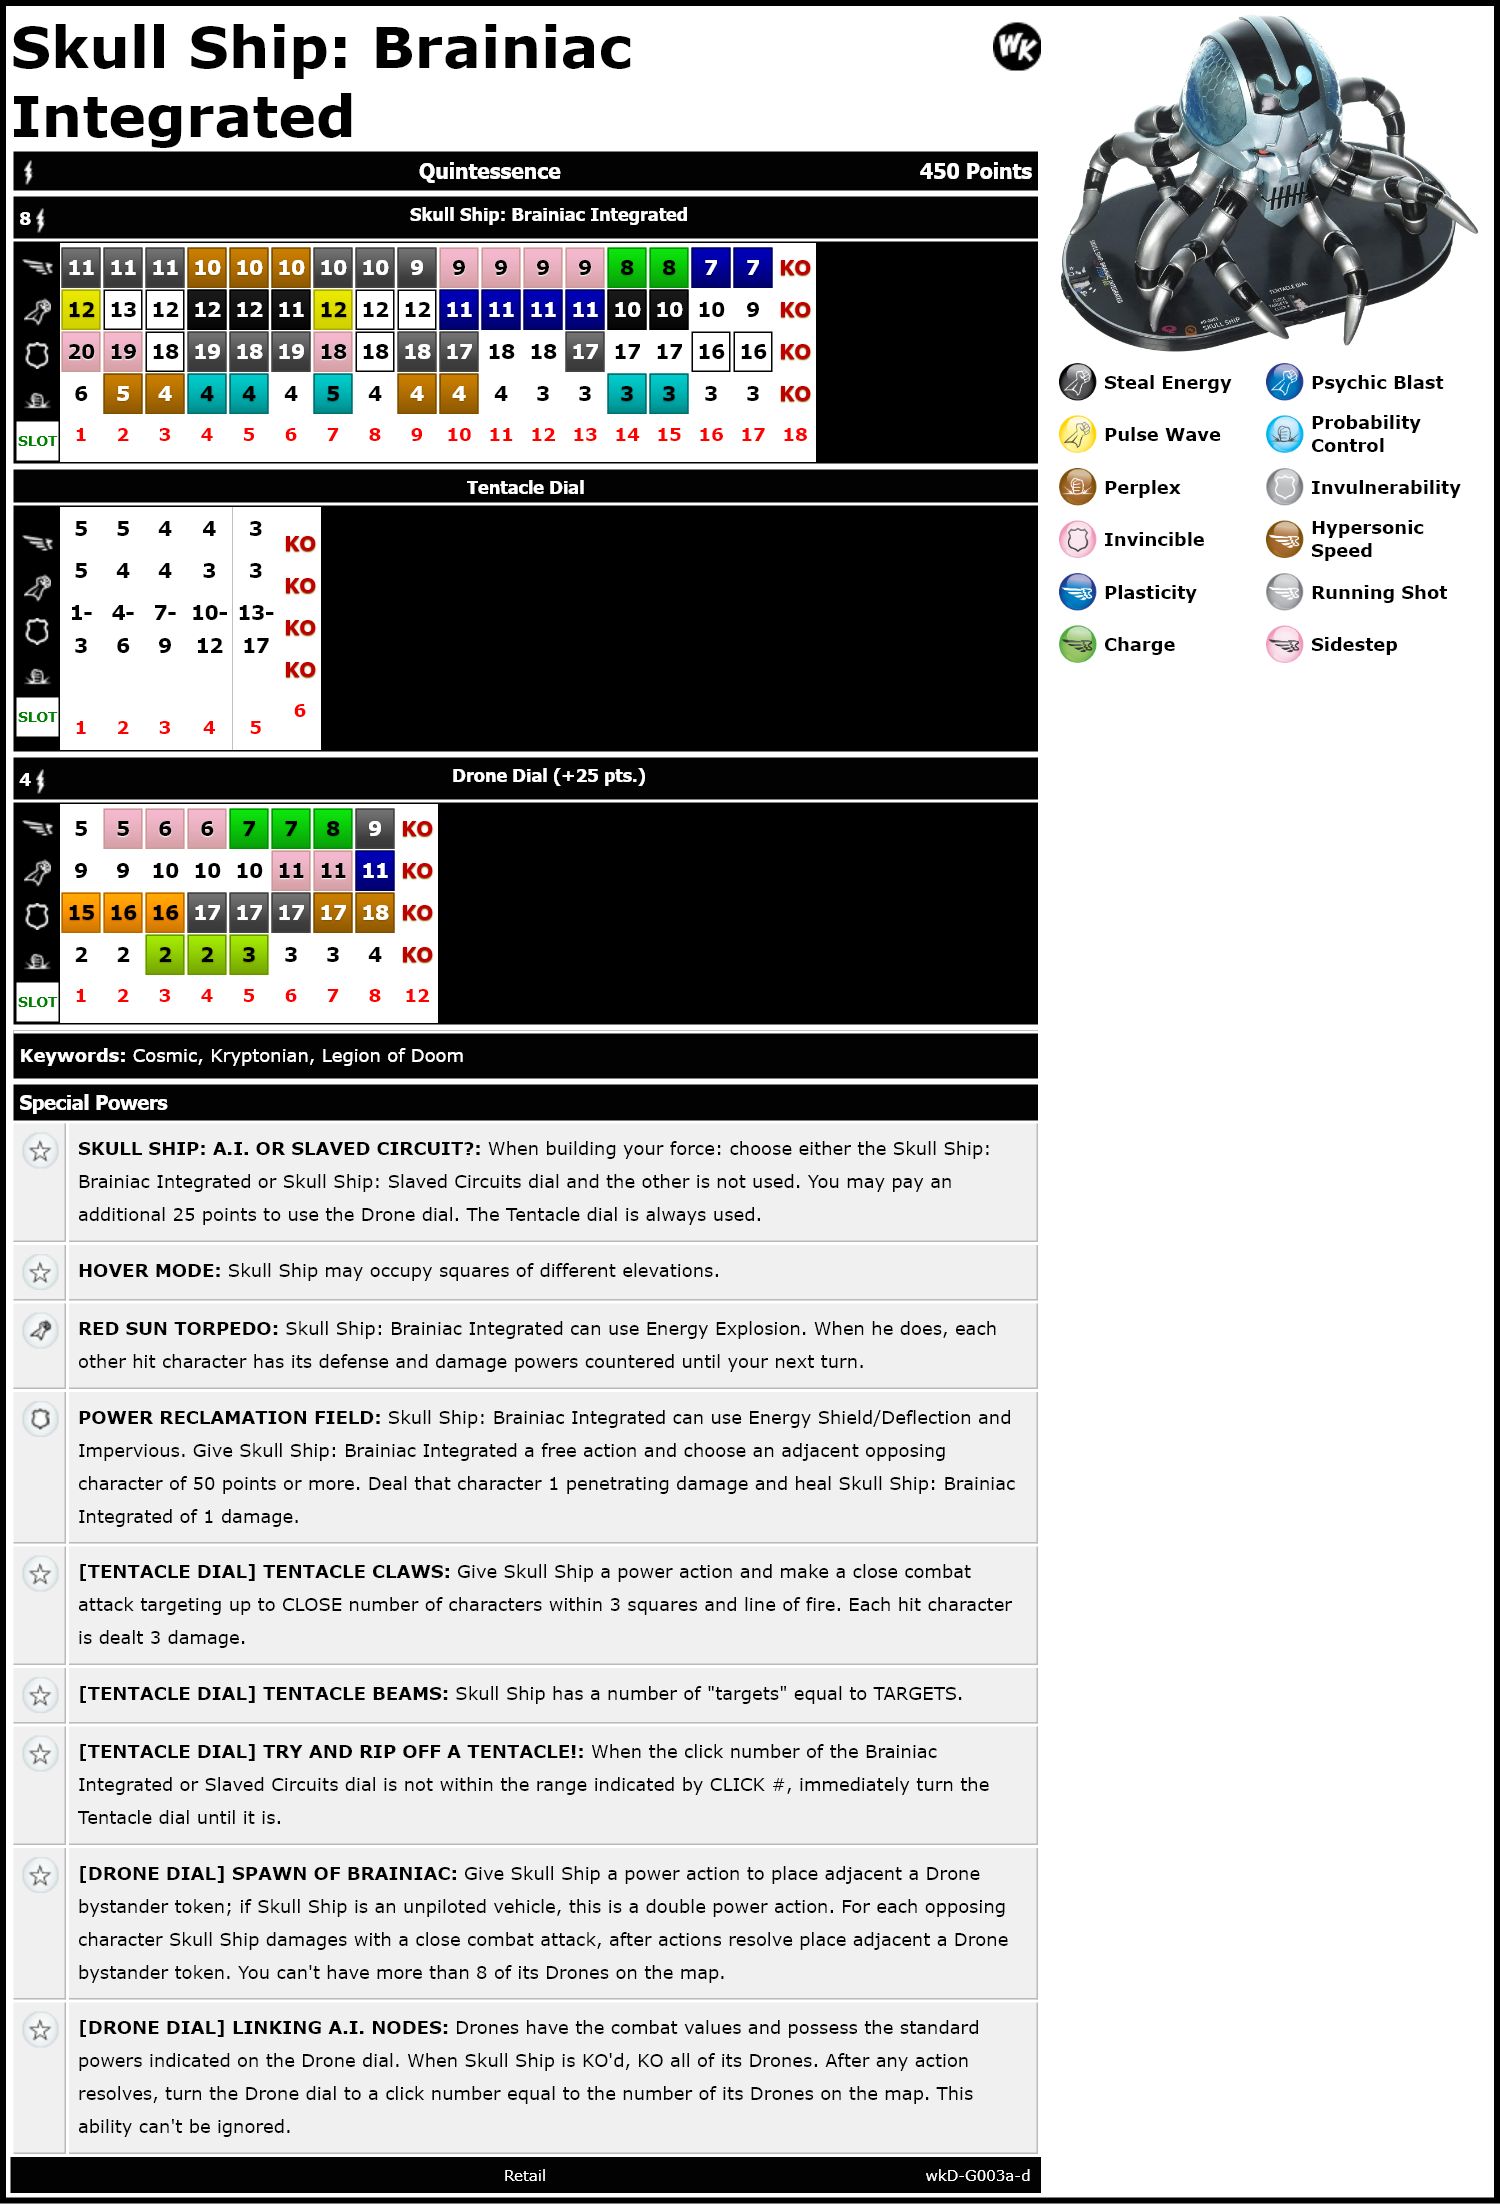 Skull Ship: Brainiac
Integrated
WK
Quintessence 450 Points
8 Skull Ship: Brainiac Integrated
11 11 11 10 10 10 10 10 9 9 9 9 9 8 8 7 7 KO
12 13 12 12 12 11 12 12 12 11 11 11 11 10 10 10 9 KO
20 19 18 19 18 19 18 18 18 17 18 18 17 17 17 16 16 KO
6 5 4 4 4 4 5 4 4 4 4 3 3 3 3 3 3 KO
SLOT 1 2 3 4 5 6 7 8 9 10 11 12 13 14 15 16 17 18
Tentacle Dial
5 5 4 4 3 KO
5 4 4 3 3 KO
1- 4- 7- 10- 13- KO
3 6 9 12 17
KO
SLOT 1 2 3 4 5 6
4 Drone Dial (+25 pts.)
5 5 6 6 7 7 8 9 KO
9 9 10 10 10 11 11 11 KO
15 16 16 17 17 17 17 18 KO
2 2 2 2 3 3 3 4 KO
SLOT 1 2 3 4 5 6 7 8 12
Keywords: Cosmic, Kryptonian, Legion of Doom
Special Powers
SKULL SHIP: A.I. OR SLAVED CIRCUIT?: When building your force: choose either the Skull Ship:
Brainiac Integrated or Skull Ship: Slaved Circuits dial and the other is not used. You may pay an
additional 25 points to use the Drone dial. The Tentacle dial is always used.
HOVER MODE: Skull Ship may occupy squares of different elevations.
RED SUN TORPEDO: Skull Ship: Brainiac Integrated can use Energy Explosion. When he does, each
other hit character has its defense and damage powers countered until your next turn.
POWER RECLAMATION FIELD: Skull Ship: Brainiac Integrated can use Energy Shield/Deflection and
Impervious. Give Skull Ship: Brainiac Integrated a free action and choose an adjacent opposing
character of 50 points or more. Deal that character 1 penetrating damage and heal Skull Ship: Brainiac
Integrated of 1 damage.
[TENTACLE DIAL] TENTACLE CLAWS: Give Skull Ship a power action and make a close combat
attack targeting up to CLOSE number of characters within 3 squares and line of fire. Each hit character
is dealt 3 damage.
[TENTACLE DIAL] TENTACLE BEAMS: Skull Ship has a number of "targets" equal to TARGETS.
[TENTACLE DIAL] TRY AND RIP OFF A TENTACLE!: When the click number of the Brainiac
Integrated or Slaved Circuits dial is not within the range indicated by CLICK #, immediately turn the
Tentacle dial until it is.
[DRONE DIAL] SPAWN OF BRAINIAC: Give Skull Ship a power action to place adjacent a Drone
bystander token; if Skull Ship is an unpiloted vehicle, this is a double power action. For each opposing
character Skull Ship damages with a close combat attack, after actions resolve place adjacent a Drone
bystander token. You can't have more than 8 of its Drones on the map.
[DRONE DIAL] LINKING A.I. NODES: Drones have the combat values and possess the standard
powers indicated on the Drone dial. When Skull Ship is KO'd, KO all of its Drones. After any action
resolves, turn the Drone dial to a click number equal to the number of its Drones on the map. This
ability can't be ignored.
Retail wkD-G003a-d
TENTACLE DIAL
SKULL SHIP
Steal Energy Psychic Blast
Pulse Wave Probability
Control
Perplex Invulnerability
Invincible Hypersonic
Speed
Plasticity Running Shot
Charge Sidestep